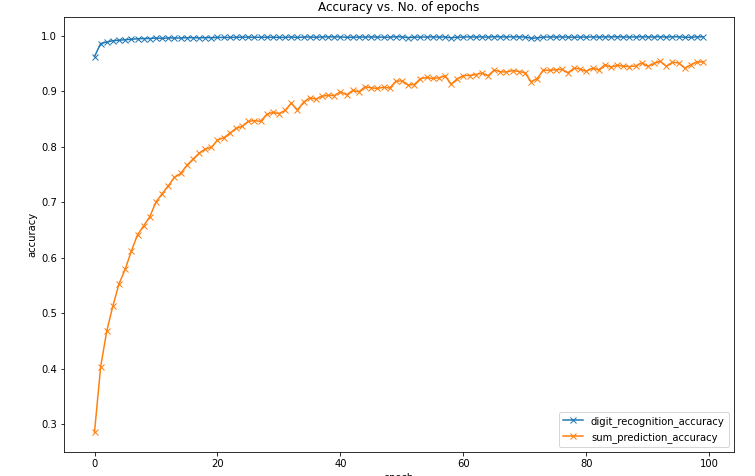 Accuracy vs. No. of epochs
1.0
0.9
0.8
0.7
0.6
0.5
0.4
0.3
accuracy
digit_recognition_accuracy
sum_prediction_accuracy
0 20 40 60 80 100
epoch